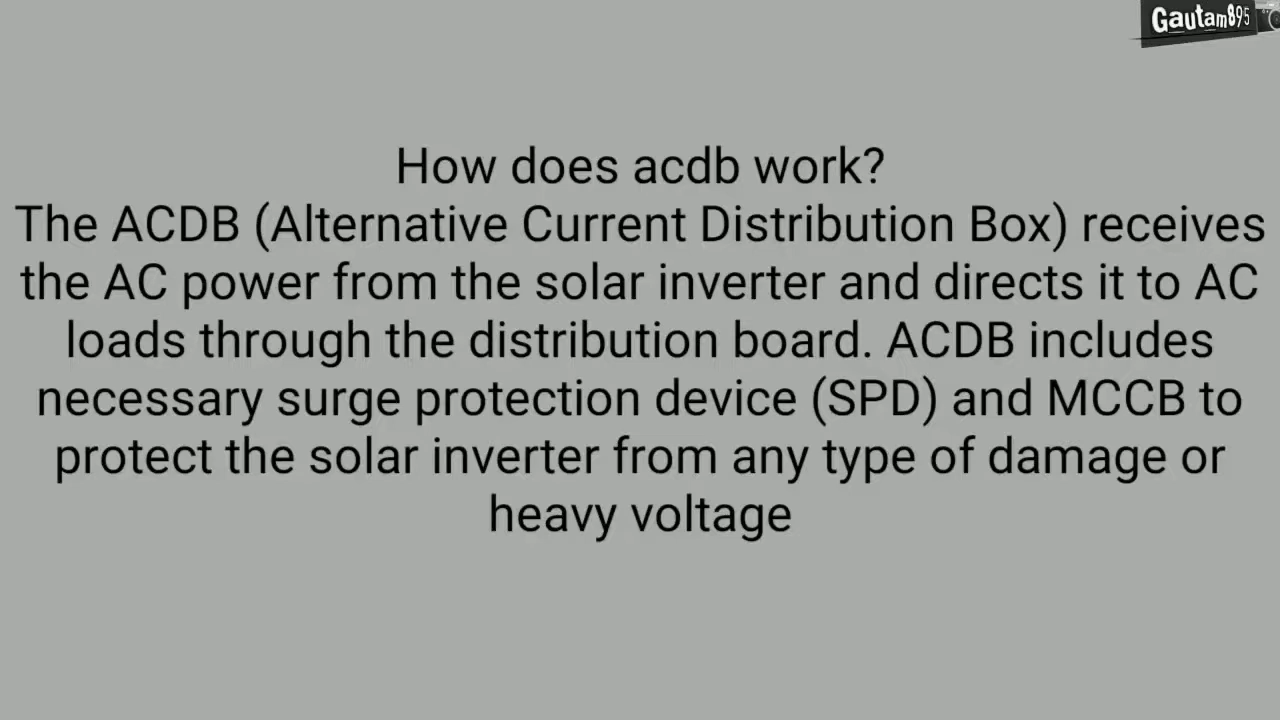 Gautam895
How does acdb work?
The ACDB (Alternative Current Distribution Box) receives
the AC power from the solar inverter and directs it to AC
loads through the distribution board. ACDB includes
necessary surge protection device (SPD) and MCCB to
protect the solar inverter from any type of damage or
heavy voltage